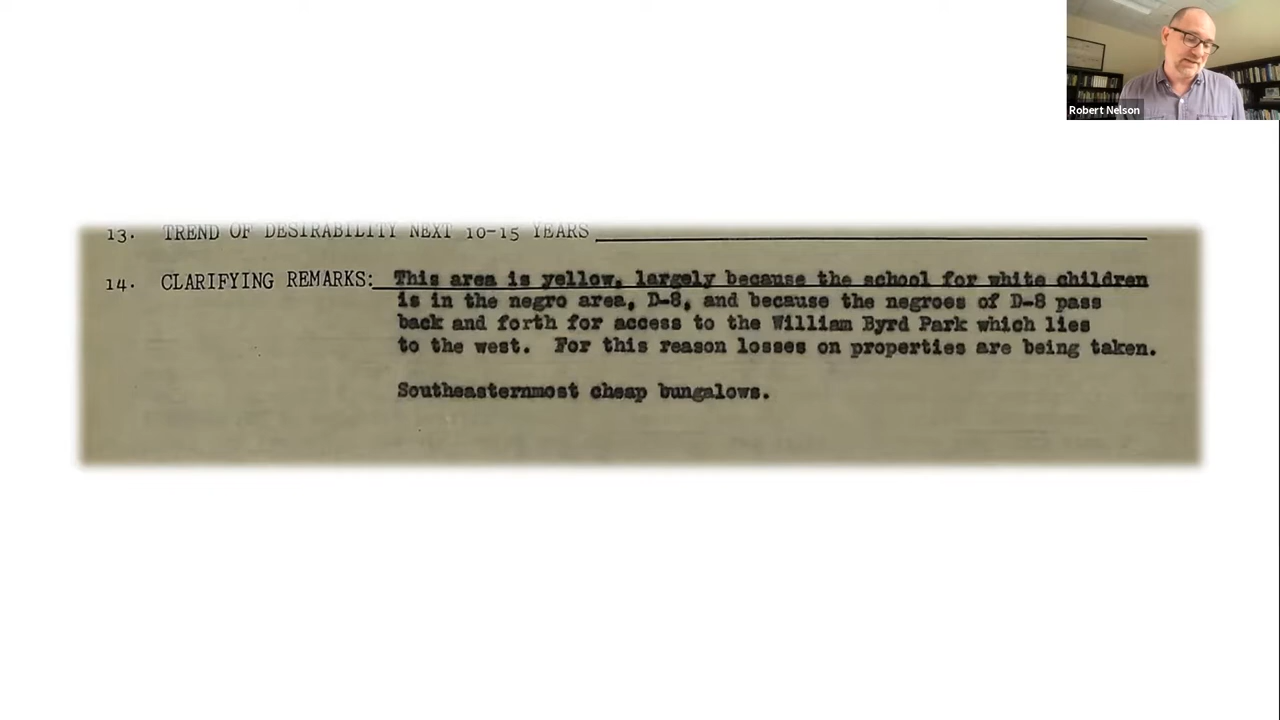 Robert Nelson
13. TREND OF DESIRABILITY NEXT 10-15 YEARS
14. CLARIFYING REMARKS: This area is yellow, largely because the school for white children
is in the negro area, D-8, and because the negroes of D-8 pass
back and forth for access to the William Byrd Park which lies
to the west. For this reason losses on properties are being taken.
Southeasternmost cheap bungalows.